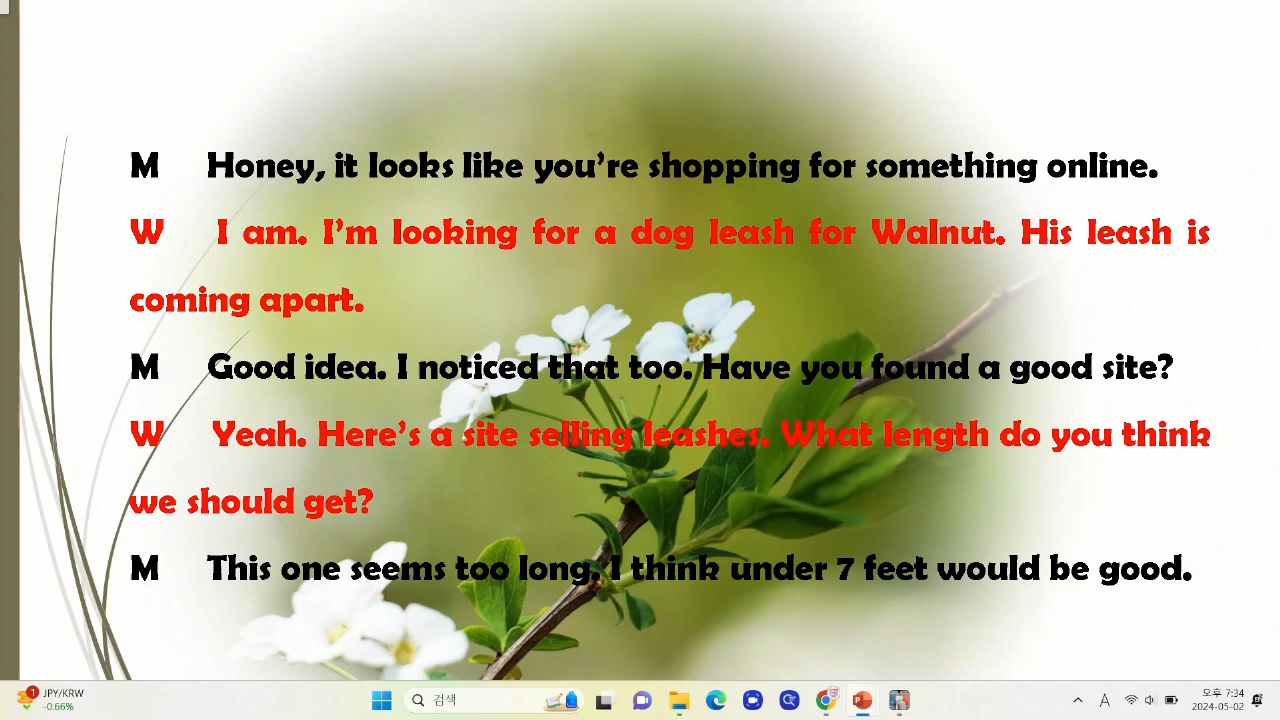 M Honey, it looks like you're shopping for something online.
W I am. I'm looking for a dog leash for Walnut. His leash is
coming apart.
M Good idea. I noticed that too. Have you found a good site?
W Yeah. Here's a site selling leashes. What length do you think
we should get?
M This one seems too long. I think under 7 feet would be good.
1 JPY/KRW
-0.66%
검색
A
오후 7:34
2024-05-02